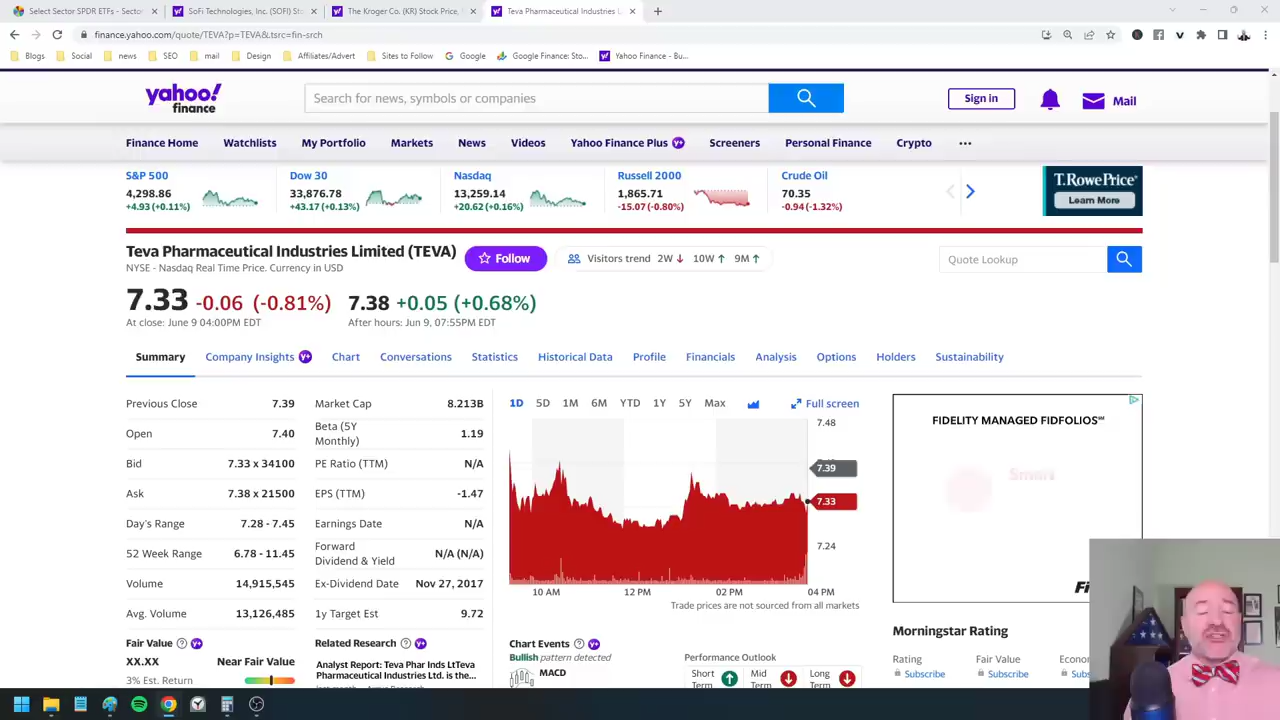 Select Sector SPDR ETFs - Sector
SoFi Technologies, Inc. (SOFI) St
The Kroger Co. (KR) Stock Price,
Teva Pharmaceutical Industries L
finance.yahoo.com/quote/TEVA?p=TEVA&.tsrc=fin-srch
Blogs Social news SEO mail Design Affiliates/Advert Sites to Follow Google Google Finance: Sto... Yahoo Finance - Bu...
yahoo!
finance
Search for news, symbols or companies
Sign in
Mail
Finance Home Watchlists My Portfolio Markets News Videos Yahoo Finance Plus Screeners Personal Finance Crypto ...
S&P 500 Dow 30 Nasdaq Russell 2000 Crude Oil
4,298.86 33,876.78 13,259.14 1,865.71 70.35
+4.93 (+0.11%) +43.17 (+0.13%) +20.62 (+0.16%) -15.07 (-0.80%) -0.94 (-1.32%)
T.RowePrice
Learn More
Teva Pharmaceutical Industries Limited (TEVA)
Follow
Visitors trend 2W 10W 9M
Quote Lookup
NYSE - Nasdaq Real Time Price. Currency in USD
7.33 -0.06 (-0.81%) 7.38 +0.05 (+0.68%)
At close: June 9 04:00PM EDT After hours: Jun 9, 07:55PM EDT
Summary Company Insights Chart Conversations Statistics Historical Data Profile Financials Analysis Options Holders Sustainability
Previous Close 7.39
Open 7.40
Bid 7.33 x 34100
Ask 7.38 x 21500
Day's Range 7.28 - 7.45
52 Week Range 6.78 - 11.45
Volume 14,915,545
Avg. Volume 13,126,485
Market Cap 8.213B
Beta (5Y
Monthly) 1.19
PE Ratio (TTM) N/A
EPS (TTM) -1.47
Earnings Date N/A
Forward
Dividend & Yield N/A (N/A)
Ex-Dividend Date Nov 27, 2017
1y Target Est 9.72
1D 5D 1M 6M YTD 1Y 5Y Max
Full screen
7.48
7.39
7.33
7.24
10 AM 12 PM 02 PM 04 PM
Trade prices are not sourced from all markets
FIDELITY MANAGED FIDFOLIOS℠
Smart
Fair Value
XX.XX Near Fair Value
3% Est. Return
Related Research
Analyst Report: Teva Phar Inds LtTeva
Pharmaceutical Industries Ltd. is the...
Chart Events
Bullish pattern detected
MACD
Performance Outlook
Short
Term
Mid
Term
Long
Term
Morningstar Rating
Rating Fair Value
Subscribe Subscribe